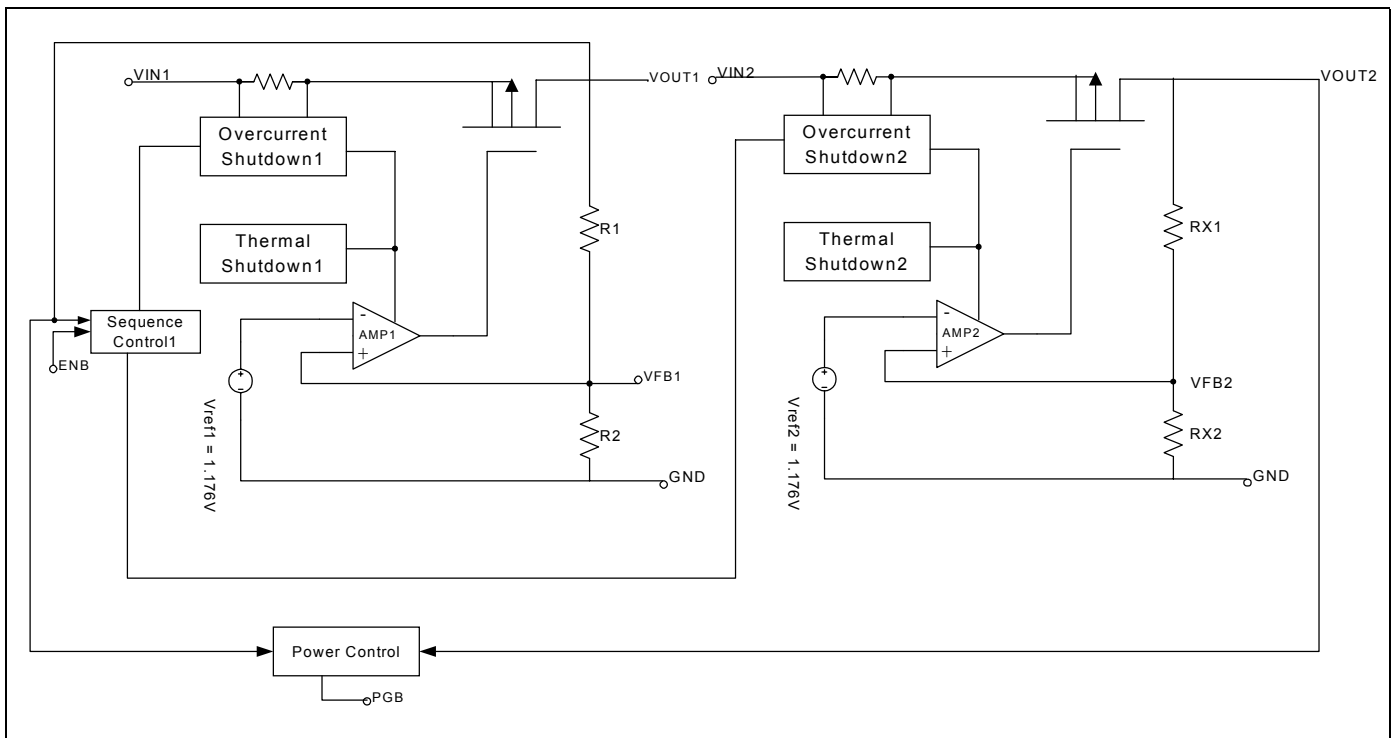 VIN1
VOUT1
VIN2
VOUT2
Overcurrent
Shutdown1
Overcurrent
Shutdown2
R1
RX1
Thermal
Shutdown1
Thermal
Shutdown2
Sequence
Control1
ENB
-
AMP1
+
-
AMP2
+
+
-
+
-
VFB1
VFB2
Vref1 = 1.176V
Vref2 = 1.176V
R2
RX2
GND
GND
Power Control
PGB